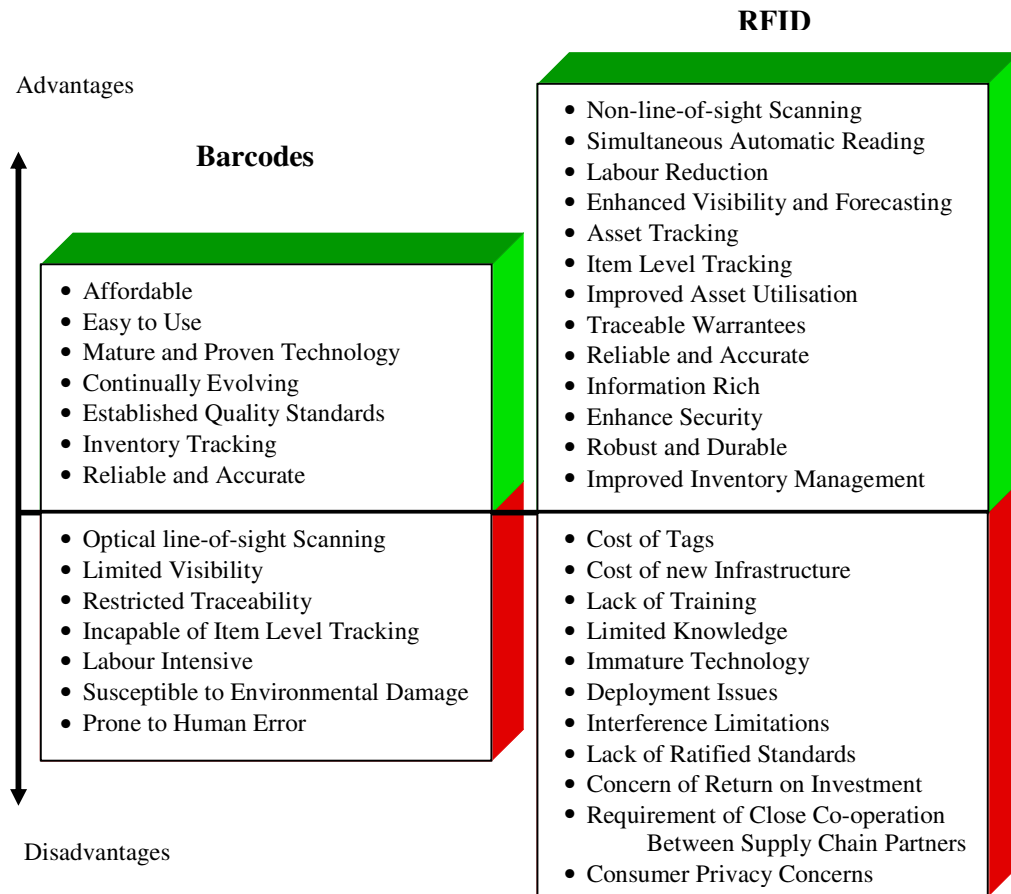 RFID
Advantages
Barcodes
• Non-line-of-sight Scanning
• Simultaneous Automatic Reading
• Labour Reduction
• Enhanced Visibility and Forecasting
• Asset Tracking
• Item Level Tracking
• Improved Asset Utilisation
• Traceable Warrantees
• Reliable and Accurate
• Information Rich
• Enhance Security
• Robust and Durable
• Improved Inventory Management
• Affordable
• Easy to Use
• Mature and Proven Technology
• Continually Evolving
• Established Quality Standards
• Inventory Tracking
• Reliable and Accurate
• Optical line-of-sight Scanning
• Limited Visibility
• Restricted Traceability
• Incapable of Item Level Tracking
• Labour Intensive
• Susceptible to Environmental Damage
• Prone to Human Error
• Cost of Tags
• Cost of new Infrastructure
• Lack of Training
• Limited Knowledge
• Immature Technology
• Deployment Issues
• Interference Limitations
• Lack of Ratified Standards
• Concern of Return on Investment
• Requirement of Close Co-operation
Between Supply Chain Partners
• Consumer Privacy Concerns
Disadvantages